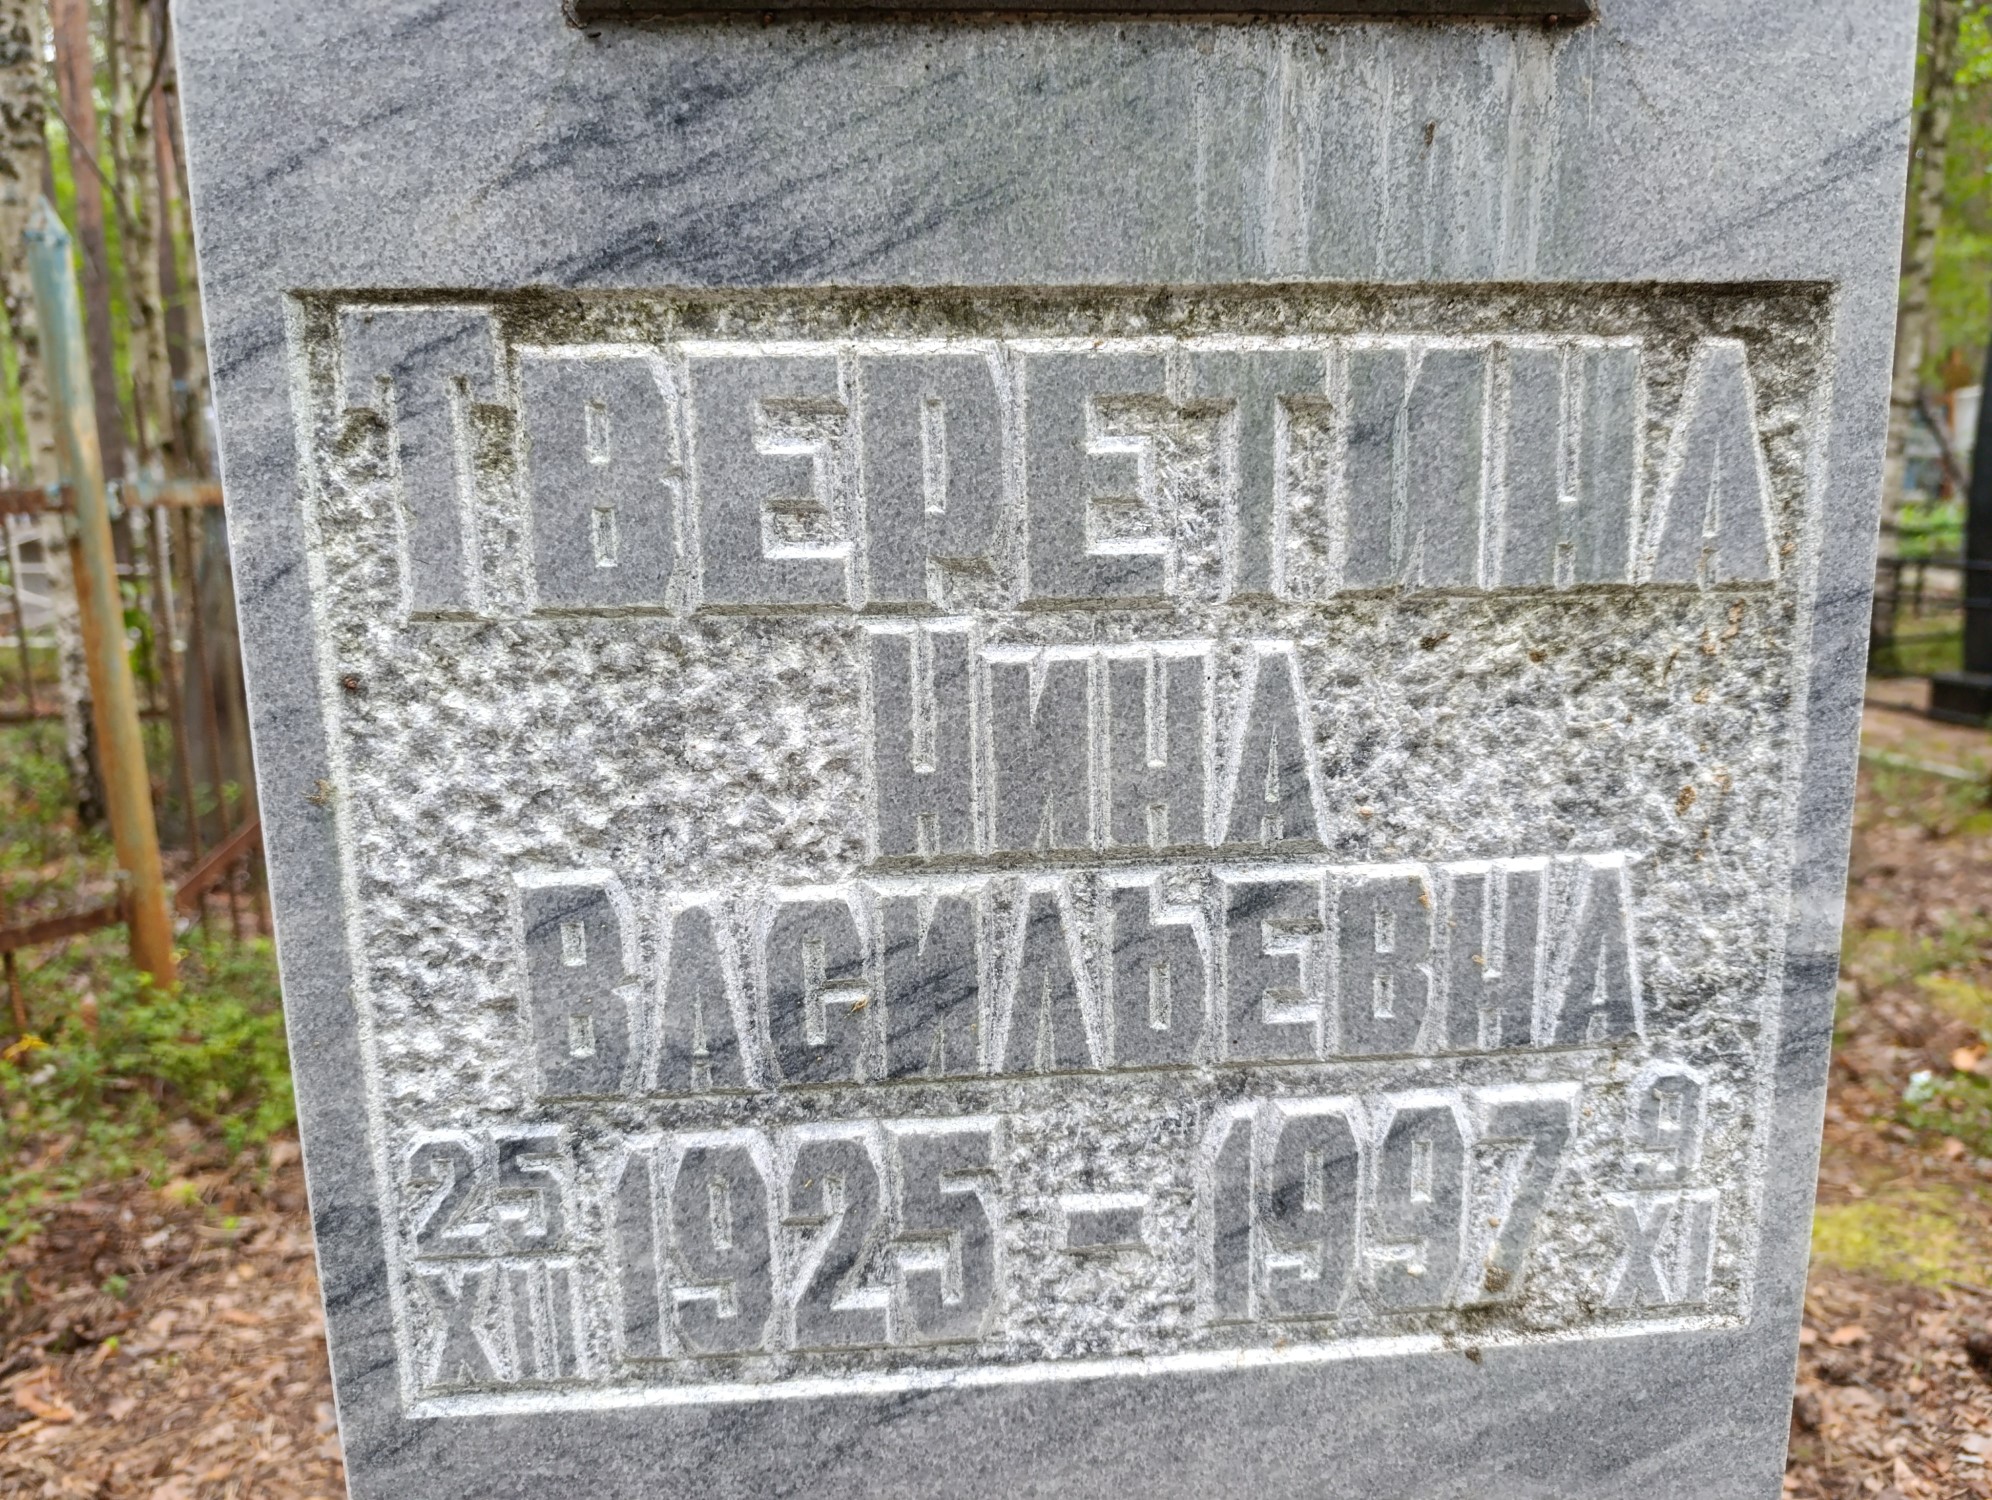 ТВЕРЕТИНА
НИНА
ВАСИЛЬЕВНА
25 XII 1925 - 1997 9 XI